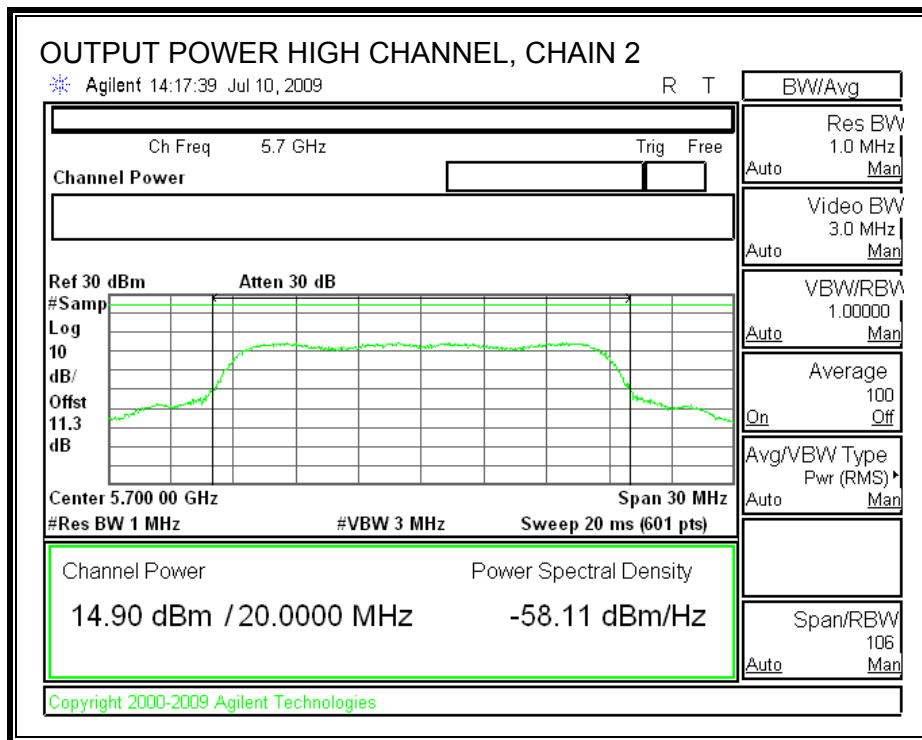 OUTPUT POWER HIGH CHANNEL, CHAIN 2
Agilent 14:17:39 Jul 10, 2009 R T
BW/Avg
Ch Freq 5.7 GHz Trig Free
Channel Power
Res BW
1.0 MHz
Auto Man
Video BW
3.0 MHz
Auto Man
Ref 30 dBm Atten 30 dB
#Samp
Log
10
dB/
Offst
11.3
dB
VBW/RBW
1.00000
Auto Man
Average
100
On Off
Avg/VBW Type
Pwr (RMS)
Auto Man
Center 5.700 00 GHz Span 30 MHz
#Res BW 1 MHz #VBW 3 MHz Sweep 20 ms (601 pts)
Channel Power Power Spectral Density
14.90 dBm / 20.0000 MHz -58.11 dBm/Hz
Span/RBW
106
Auto Man
Copyright 2000-2009 Agilent Technologies